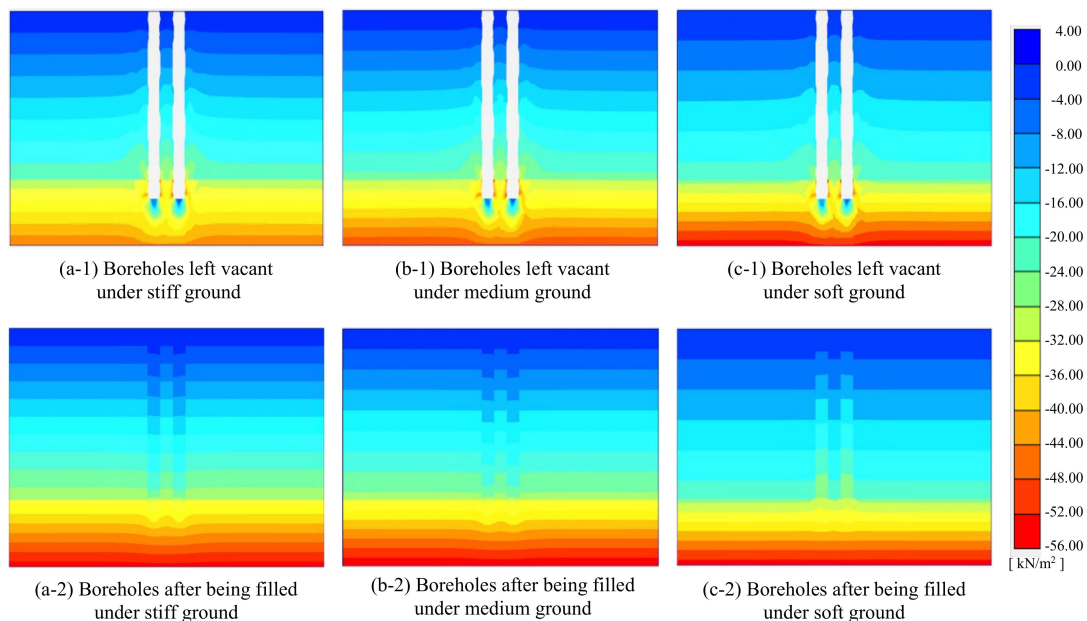 4.00
0.00
-4.00
-8.00
-12.00
-16.00
-20.00
-24.00
-28.00
-32.00
-36.00
-40.00
-44.00
-48.00
-52.00
-56.00
[ kN/m² ]
(a-1) Boreholes left vacant
under stiff ground
(b-1) Boreholes left vacant
under medium ground
(c-1) Boreholes left vacant
under soft ground
(a-2) Boreholes after being filled
under stiff ground
(b-2) Boreholes after being filled
under medium ground
(c-2) Boreholes after being filled
under soft ground